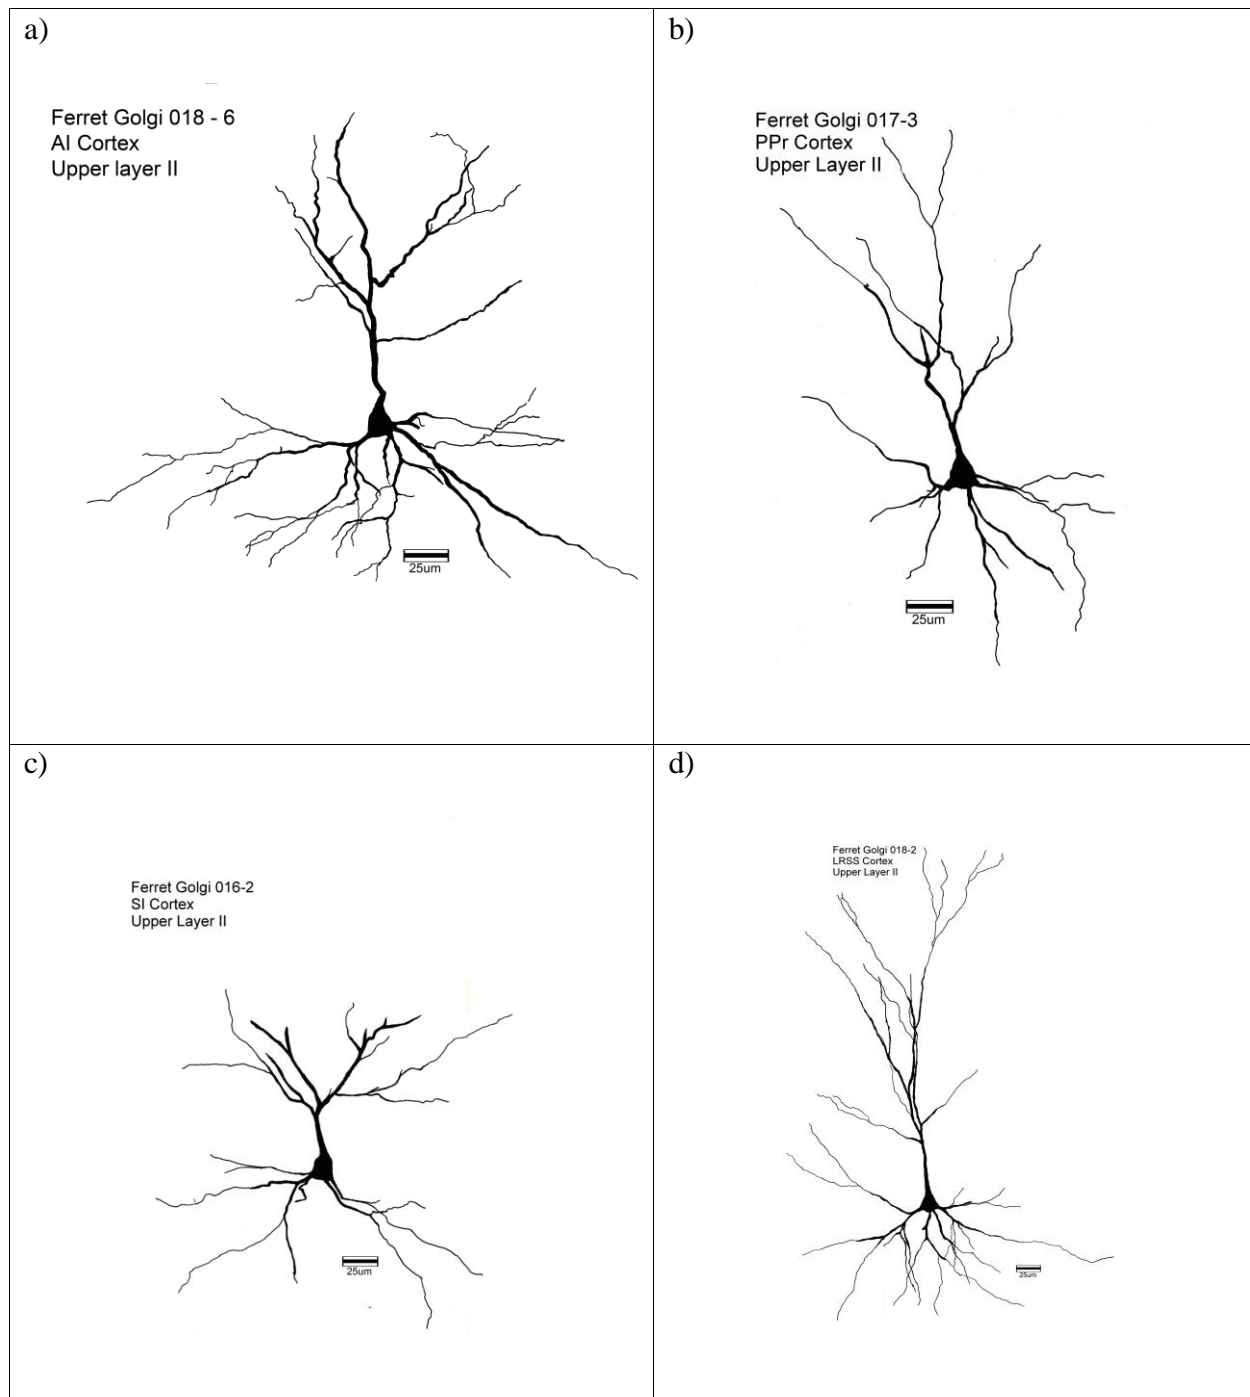 a)
Ferret Golgi 018 - 6
AI Cortex
Upper layer II
25um
b)
Ferret Golgi 017-3
PPr Cortex
Upper Layer II
25um
c)
Ferret Golgi 016-2
SI Cortex
Upper Layer II
25um
d)
Ferret Golgi 018-2
LRSS Cortex
Upper Layer II
25um